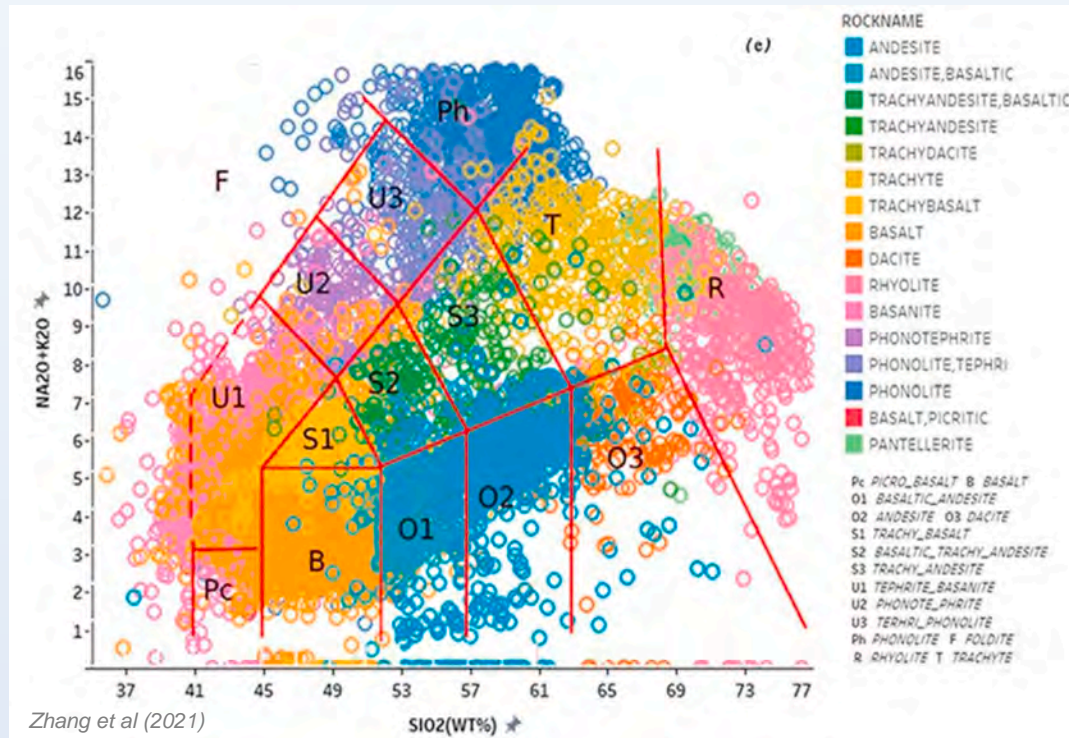 (e)
16
15
14
13
12
11
10
9
8
7
6
5
4
3
2
1
NA2O+K2O
37 41 45 49 53 57 61 65 69 73 77
SIO2(WT%)
F
Ph
U3
T
U2
R
S3
U1
S2
S1
O3
O2
O1
B
Pc
ROCKNAME
ANDESITE
ANDESITE,BASALTIC
TRACHYANDESITE,BASALTIC
TRACHYANDESITE
TRACHYDACITE
TRACHYTE
TRACHYBASALT
BASALT
DACITE
RHYOLITE
BASANITE
PHONOTEPHRITE
PHONOLITE,TEPHRI
PHONOLITE
BASALT,PICRITIC
PANTELLERITE
Pc PICRO_BASALT B BASALT
O1 BASALTIC_ANDESITE
O2 ANDESITE O3 DACITE
S1 TRACHY_BASALT
S2 BASALTIC_TRACHY_ANDESITE
S3 TRACHY_ANDESITE
U1 TEPHRITE_BASANITE
U2 PHONOTE_PHRITE
U3 TERHRI_PHONOLITE
Ph PHONOLITE F FOLDITE
R RHYOLITE T TRACHYTE
Zhang et al (2021)